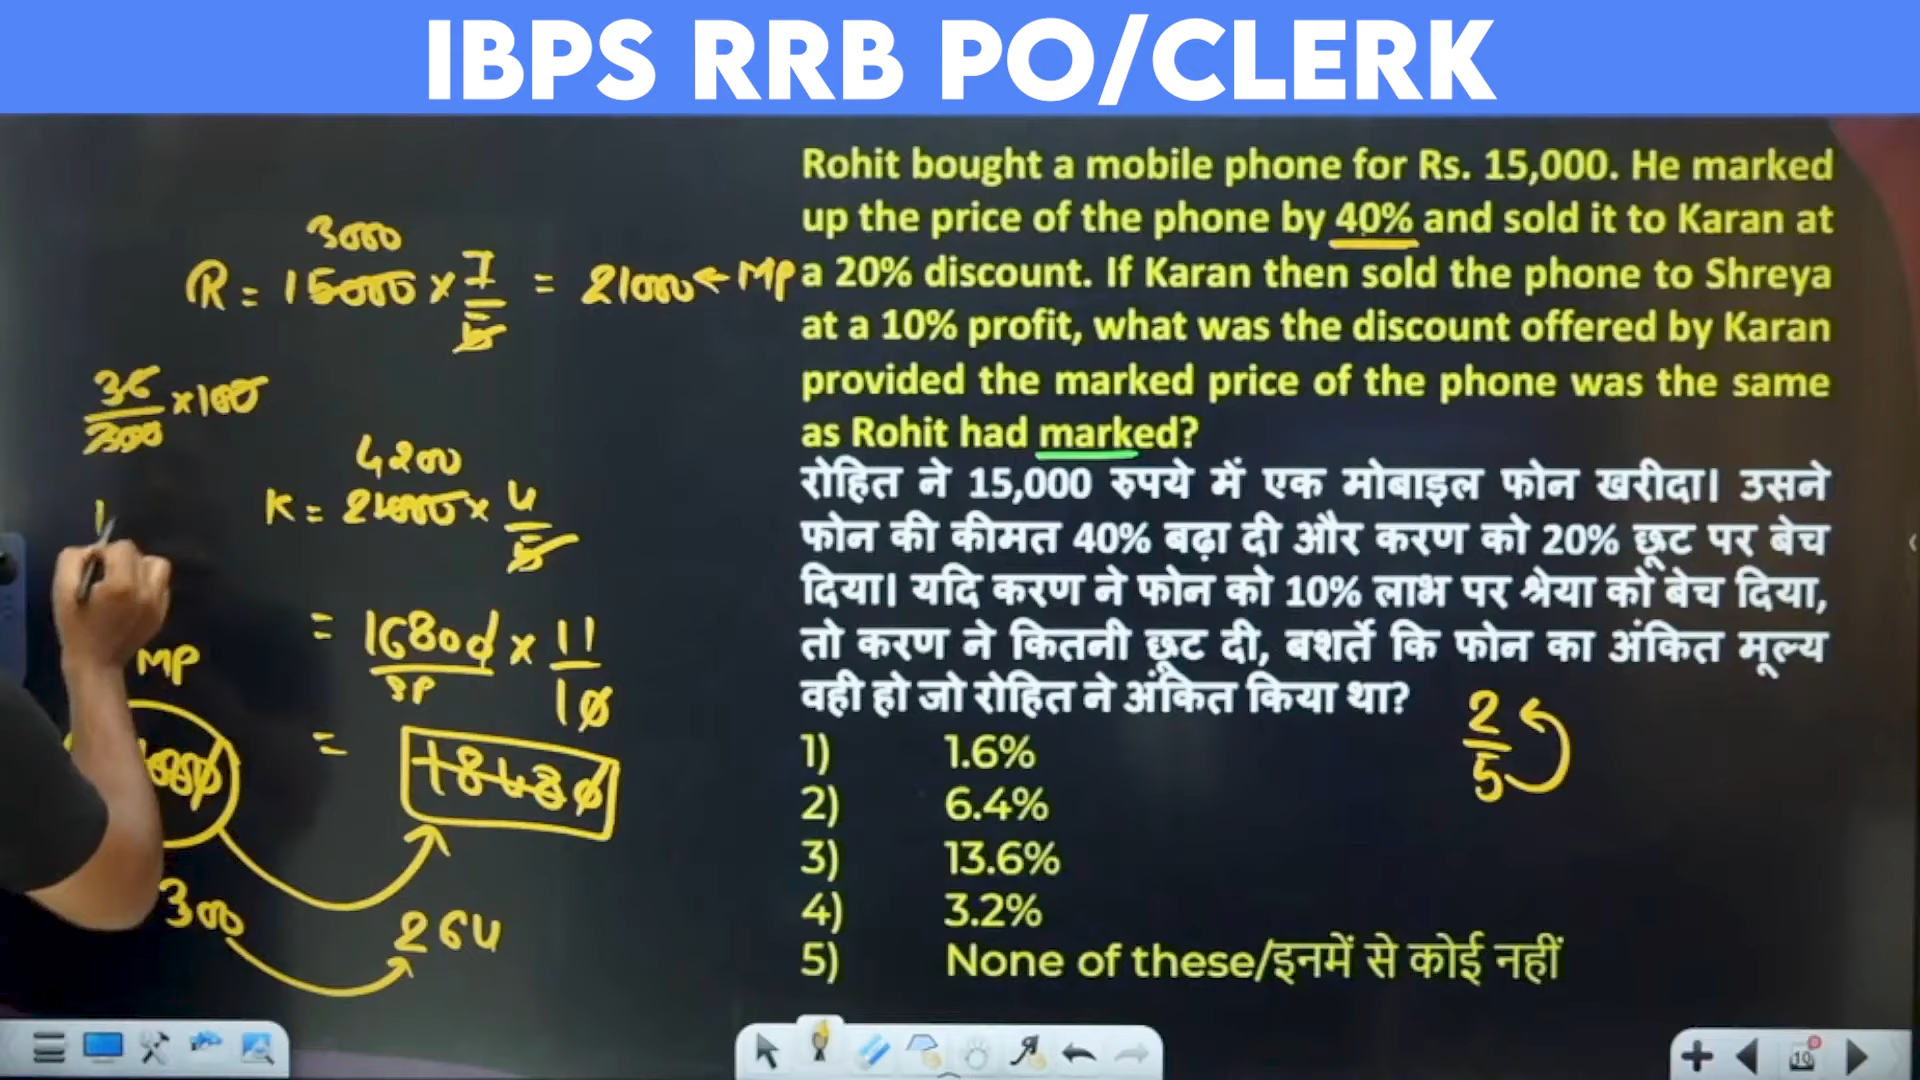 IBPS RRB PO/CLERK
Rohit bought a mobile phone for Rs. 15,000. He marked
up the price of the phone by 40% and sold it to Karan at
a 20% discount. If Karan then sold the phone to Shreya
at a 10% profit, what was the discount offered by Karan
provided the marked price of the phone was the same
as Rohit had marked?
रोहित ने 15,000 रुपये में एक मोबाइल फोन खरीदा। उसने
फोन की कीमत 40% बढ़ा दी और करण को 20% छूट पर बेच
दिया। यदि करण ने फोन को 10% लाभ पर श्रेया को बेच दिया,
तो करण ने कितनी छूट दी, बशर्ते कि फोन का अंकित मूल्य
वही हो जो रोहित ने अंकित किया था?
1) 1.6%
2) 6.4%
3) 13.6%
4) 3.2%
5) None of these/इनमें से कोई नहीं
2/5
3000
R = 15000 × 7/5 = 21000 ← MP
36/300 × 100
4200
K = 21000 × 4/5
= 16800 × 11/10
SP
= 18480
MP
300
264
10